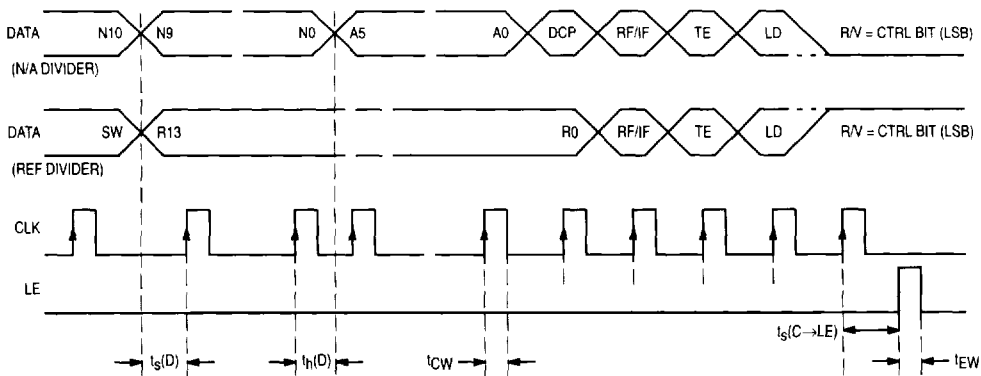 DATA N10 N9 N0 A5 A0 DCP RF/IF TE LD R/V = CTRL BIT (LSB)
(N/A DIVIDER)
DATA SW R13 R0 RF/IF TE LD R/V = CTRL BIT (LSB)
(REF DIVIDER)
CLK
LE
ts(C→LE)
ts(D) th(D) tCW tEW